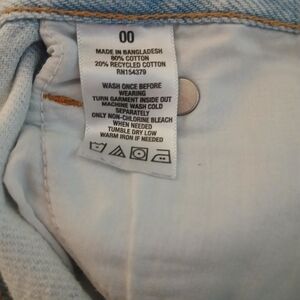 00
MADE IN BANGLADESH
80% COTTON
20% RECYCLED COTTON
RN154379
WASH ONCE BEFORE
WEARING
TURN GARMENT INSIDE OUT
MACHINE WASH COLD
SEPARATELY
ONLY NON-CHLORINE BLEACH
WHEN NEEDED
TUMBLE DRY LOW
WARM IRON IF NEEDED